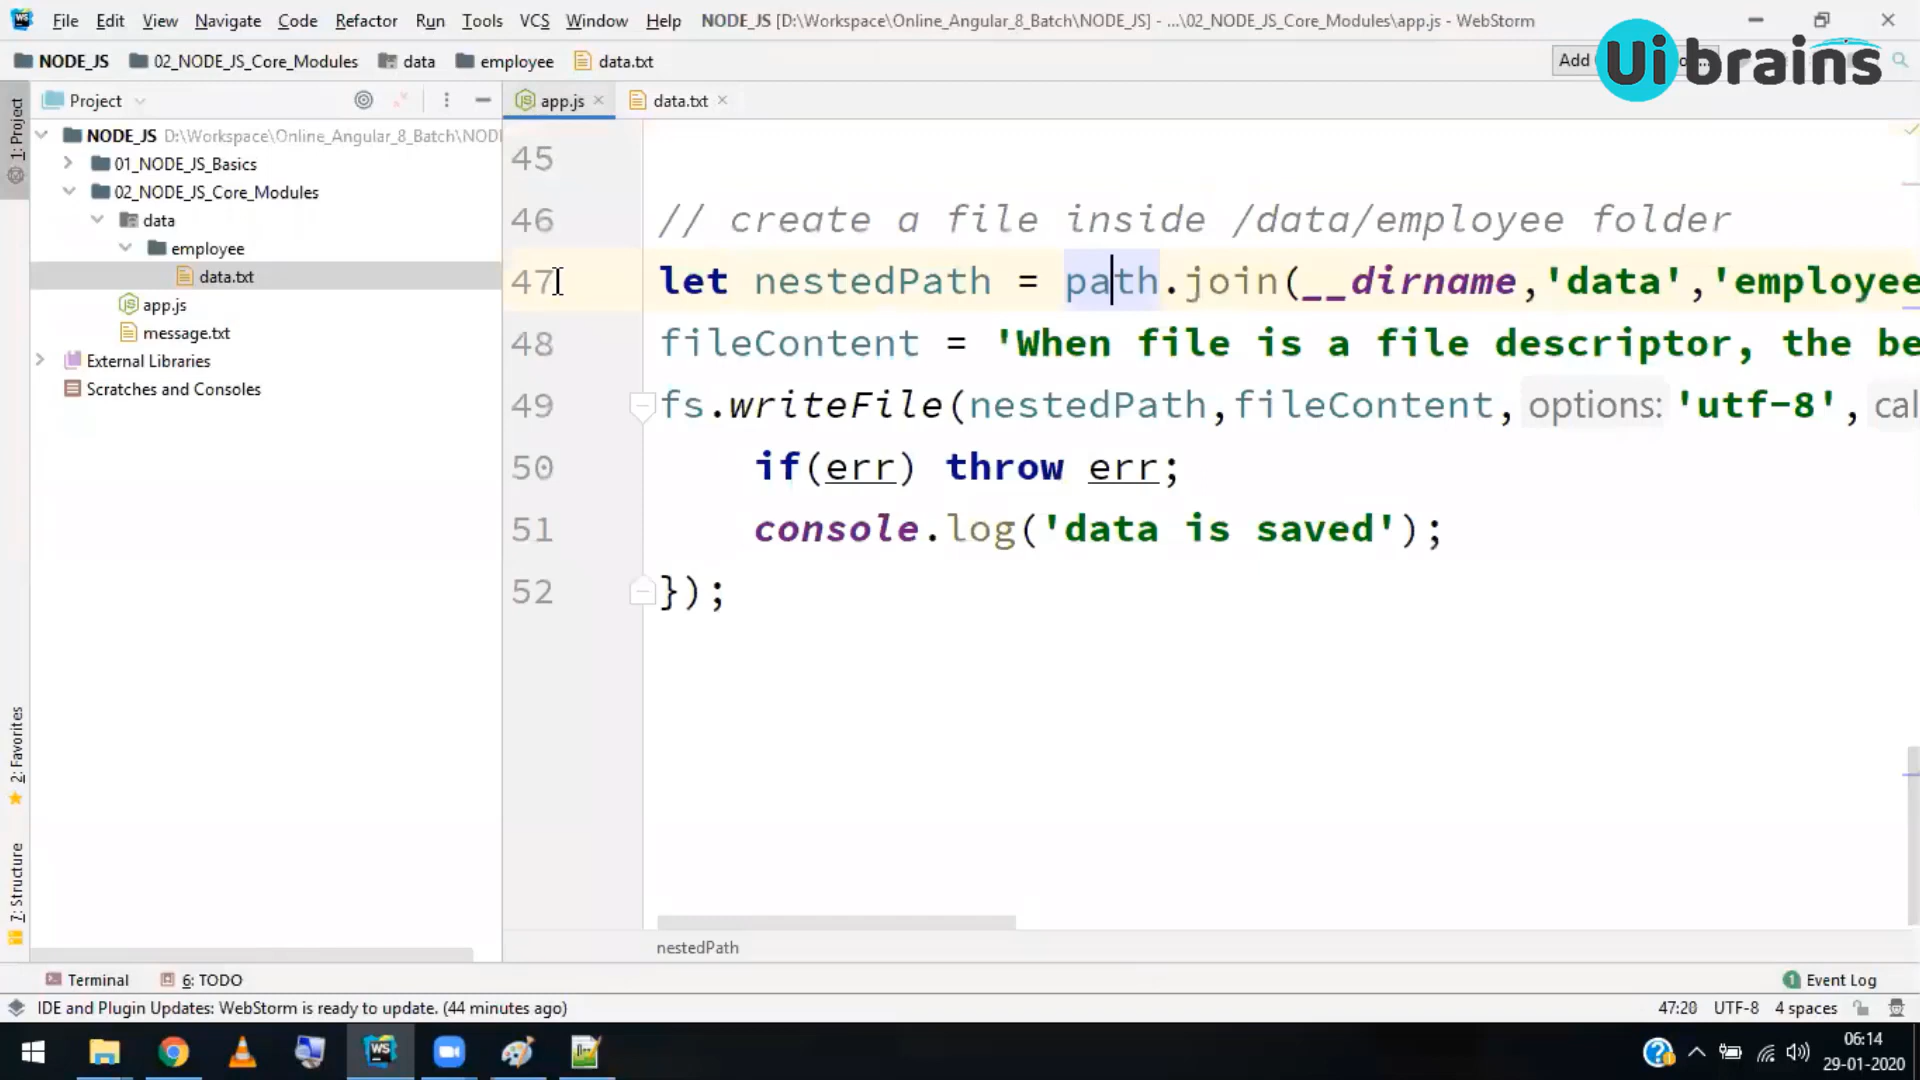 File Edit View Navigate Code Refactor Run Tools VCS Window Help NODE_JS [D:\Workspace\Online_Angular_8_Batch\NODE_JS] - ...\02_NODE_JS_Core_Modules\app.js - WebStorm
NODE_JS 02_NODE_JS_Core_Modules data employee data.txt Add
Ui brains
Project app.js data.txt
1: Project
NODE_JS D:\Workspace\Online_Angular_8_Batch\NOD
01_NODE_JS_Basics
02_NODE_JS_Core_Modules
data
employee
data.txt
app.js
message.txt
External Libraries
Scratches and Consoles
2: Favorites
7: Structure
45
46 // create a file inside /data/employee folder
47 let nestedPath = path.join(__dirname,'data','employee
48 fileContent = 'When file is a file descriptor, the be
49 fs.writeFile(nestedPath,fileContent, options: 'utf-8', cal
50 if(err) throw err;
51 console.log('data is saved');
52 });
nestedPath
Terminal 6: TODO 1 Event Log
IDE and Plugin Updates: WebStorm is ready to update. (44 minutes ago) 47:20 UTF-8 4 spaces
WS
06:14
29-01-2020